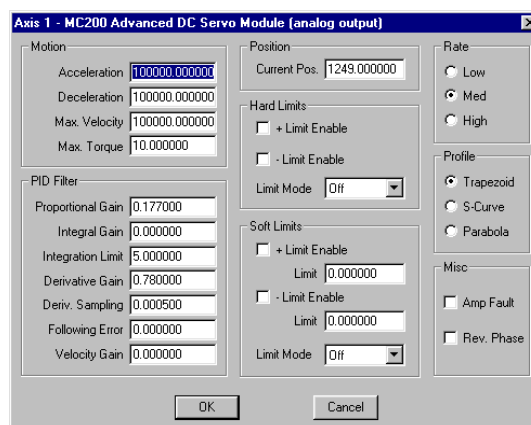 Axis 1 - MC200 Advanced DC Servo Module (analog output)
Motion
Acceleration 100000.000000
Deceleration 100000.000000
Max. Velocity 100000.000000
Max. Torque 10.000000
PID Filter
Proportional Gain 0.177000
Integral Gain 0.000000
Integration Limit 5.000000
Derivative Gain 0.780000
Deriv. Sampling 0.000500
Following Error 0.000000
Velocity Gain 0.000000
Position
Current Pos. 1249.000000
Hard Limits
+ Limit Enable
- Limit Enable
Limit Mode Off
Soft Limits
+ Limit Enable
Limit 0.000000
- Limit Enable
Limit 0.000000
Limit Mode Off
Rate
Low
Med
High
Profile
Trapezoid
S-Curve
Parabola
Misc
Amp Fault
Rev. Phase
OK
Cancel